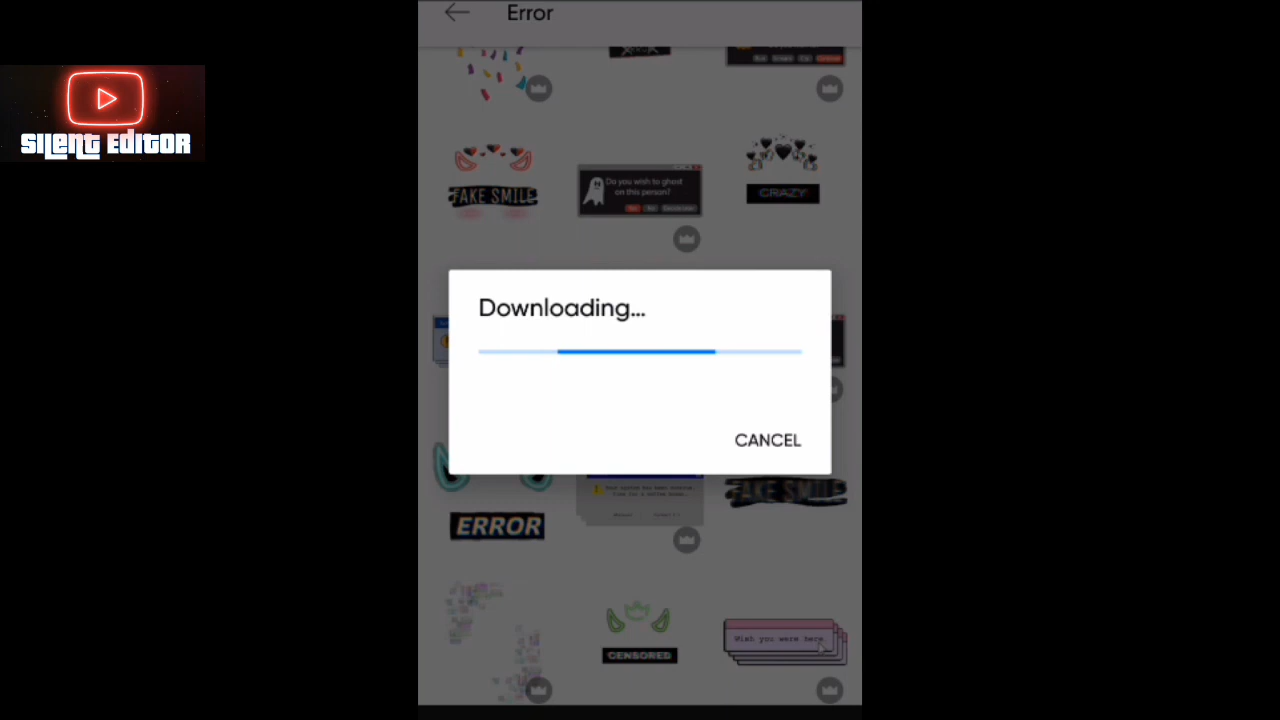 Error
SILENT EDITOR
FAKE SMILE
Do you wish to ghost
on this person?
CRAZY
Downloading...
CANCEL
ERROR
FAKE SMILE
CENSORED
Wish you were here.